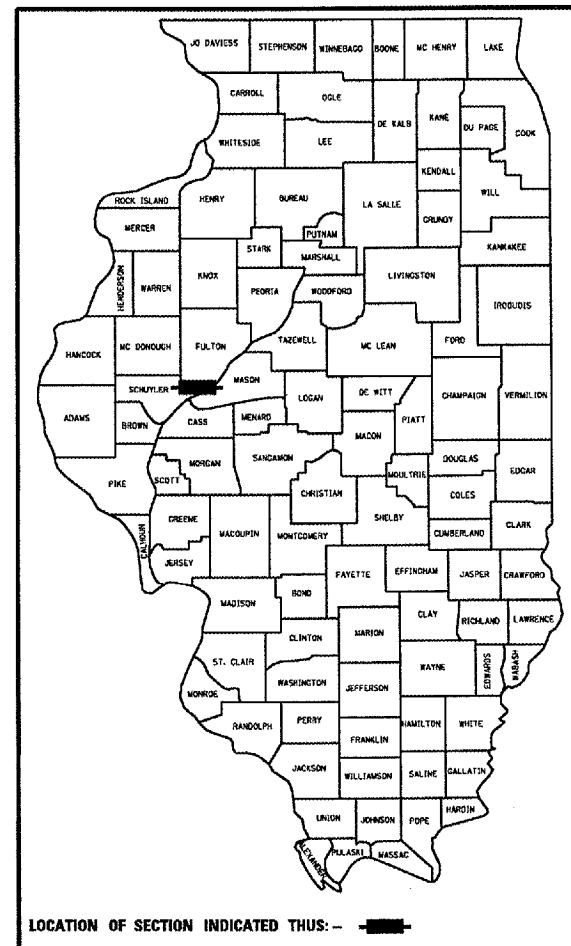 JO DAVIESS STEPHENSON WINNEBAGO BOONE MC HENRY LAKE
CARROLL OGLE DE KALB KANE DU PAGE COOK
WHITESIDE LEE KENDALL WILL
ROCK ISLAND HENRY BUREAU LA SALLE GRUNDY
MERCER PUTNAM KANKAKEE
STARK MARSHALL LIVINGSTON
HENDERSON WARREN KNOX PEORIA WOODFORD IROQUOIS
HANCOCK MC DONOUGH FULTON TAZEWELL MC LEAN FORD
SCHUYLER MASON DE WITT CHAMPAIGN VERMILION
ADAMS BROWN CASS MENARD LOGAN PIATT
MACON DOUGLAS
PIKE SCOTT MORGAN SANGAMON MOULTRIE EDGAR
CHRISTIAN COLES
CALHOUN GREENE MACOUPIN SHELBY CUMBERLAND CLARK
MONTGOMERY
JERSEY FAYETTE EFFINGHAM JASPER CRAWFORD
MADISON BOND CLAY RICHLAND LAWRENCE
CLINTON MARION
ST. CLAIR WAYNE EDWARDS WABASH
WASHINGTON JEFFERSON
MONROE
RANDOLPH PERRY HAMILTON WHITE
FRANKLIN
JACKSON WILLIAMSON SALINE GALLATIN
UNION JOHNSON POPE HARDIN
ALEXANDER PULASKI MASSAC
LOCATION OF SECTION INDICATED THUS: –